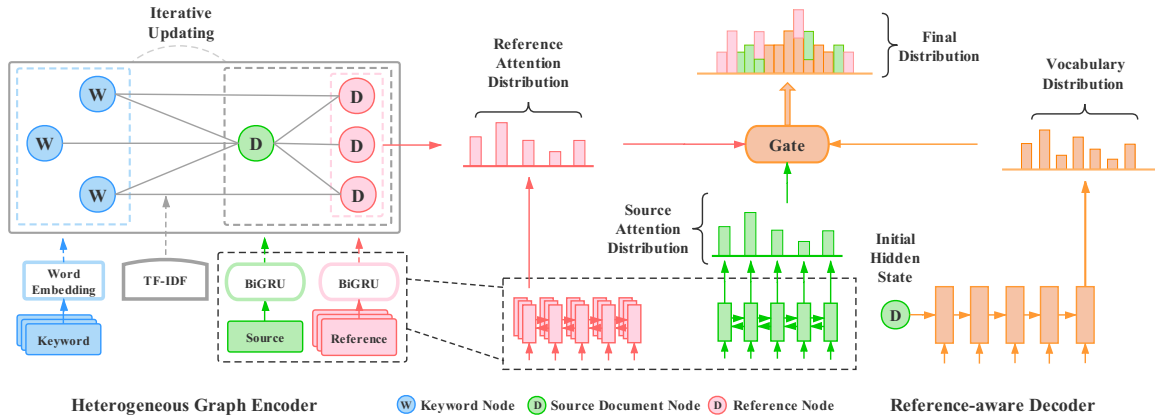 Iterative
Updating
Reference
Attention
Distribution
Final
Distribution
Vocabulary
Distribution
W
W
W
D
D
D
D
Gate
Source
Attention
Distribution
Initial
Hidden
State
D
Word
Embedding
TF-IDF
BiGRU
BiGRU
Keyword
Source
Reference
Heterogeneous Graph Encoder
W Keyword Node
D Source Document Node
D Reference Node
Reference-aware Decoder